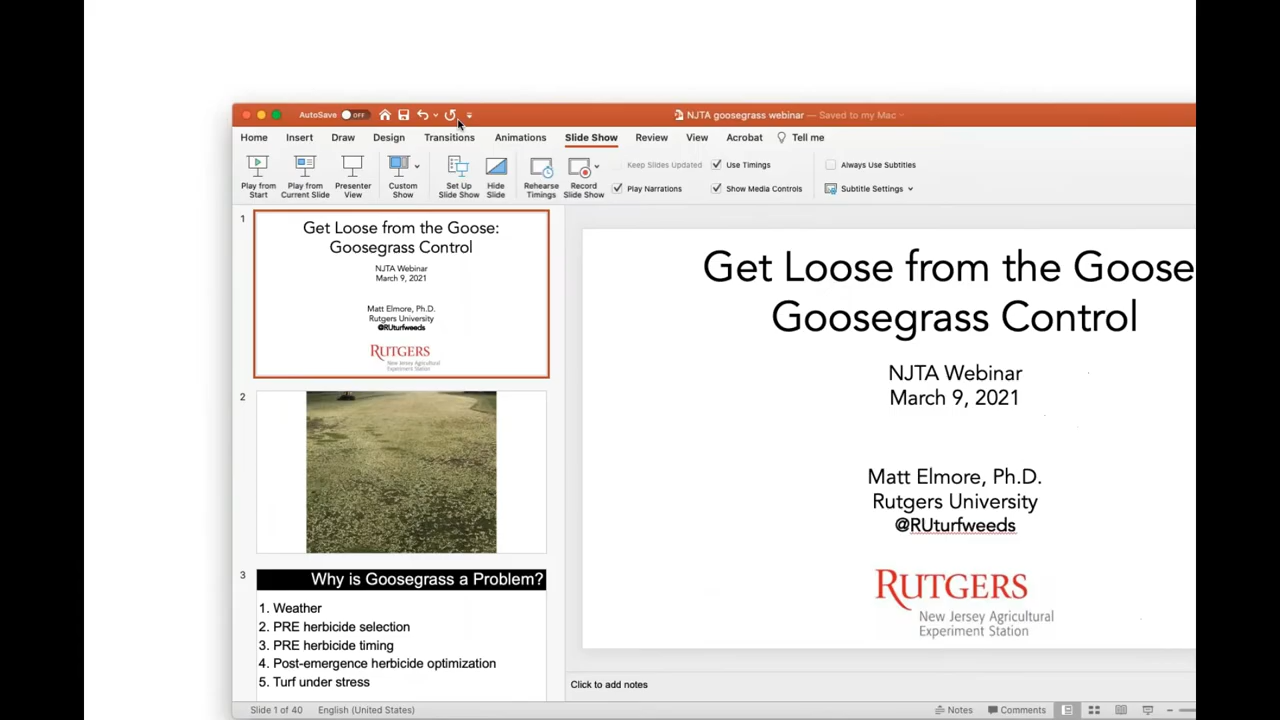 AutoSave OFF
NJTA goosegrass webinar — Saved to my Mac
Home Insert Draw Design Transitions Animations Slide Show Review View Acrobat Tell me
Play from Start
Play from Current Slide
Presenter View
Custom Show
Set Up Slide Show
Hide Slide
Rehearse Timings
Record Slide Show
Keep Slides Updated
Play Narrations
Use Timings
Show Media Controls
Always Use Subtitles
Subtitle Settings
1
Get Loose from the Goose:
Goosegrass Control
NJTA Webinar
March 9, 2021
Matt Elmore, Ph.D.
Rutgers University
@RUturfweeds
RUTGERS
New Jersey Agricultural
Experiment Station
2
3
Why is Goosegrass a Problem?
1. Weather
2. PRE herbicide selection
3. PRE herbicide timing
4. Post-emergence herbicide optimization
5. Turf under stress
Get Loose from the Goose
Goosegrass Control
NJTA Webinar
March 9, 2021
Matt Elmore, Ph.D.
Rutgers University
@RUturfweeds
RUTGERS
New Jersey Agricultural
Experiment Station
Click to add notes
Slide 1 of 40 English (United States) Notes Comments